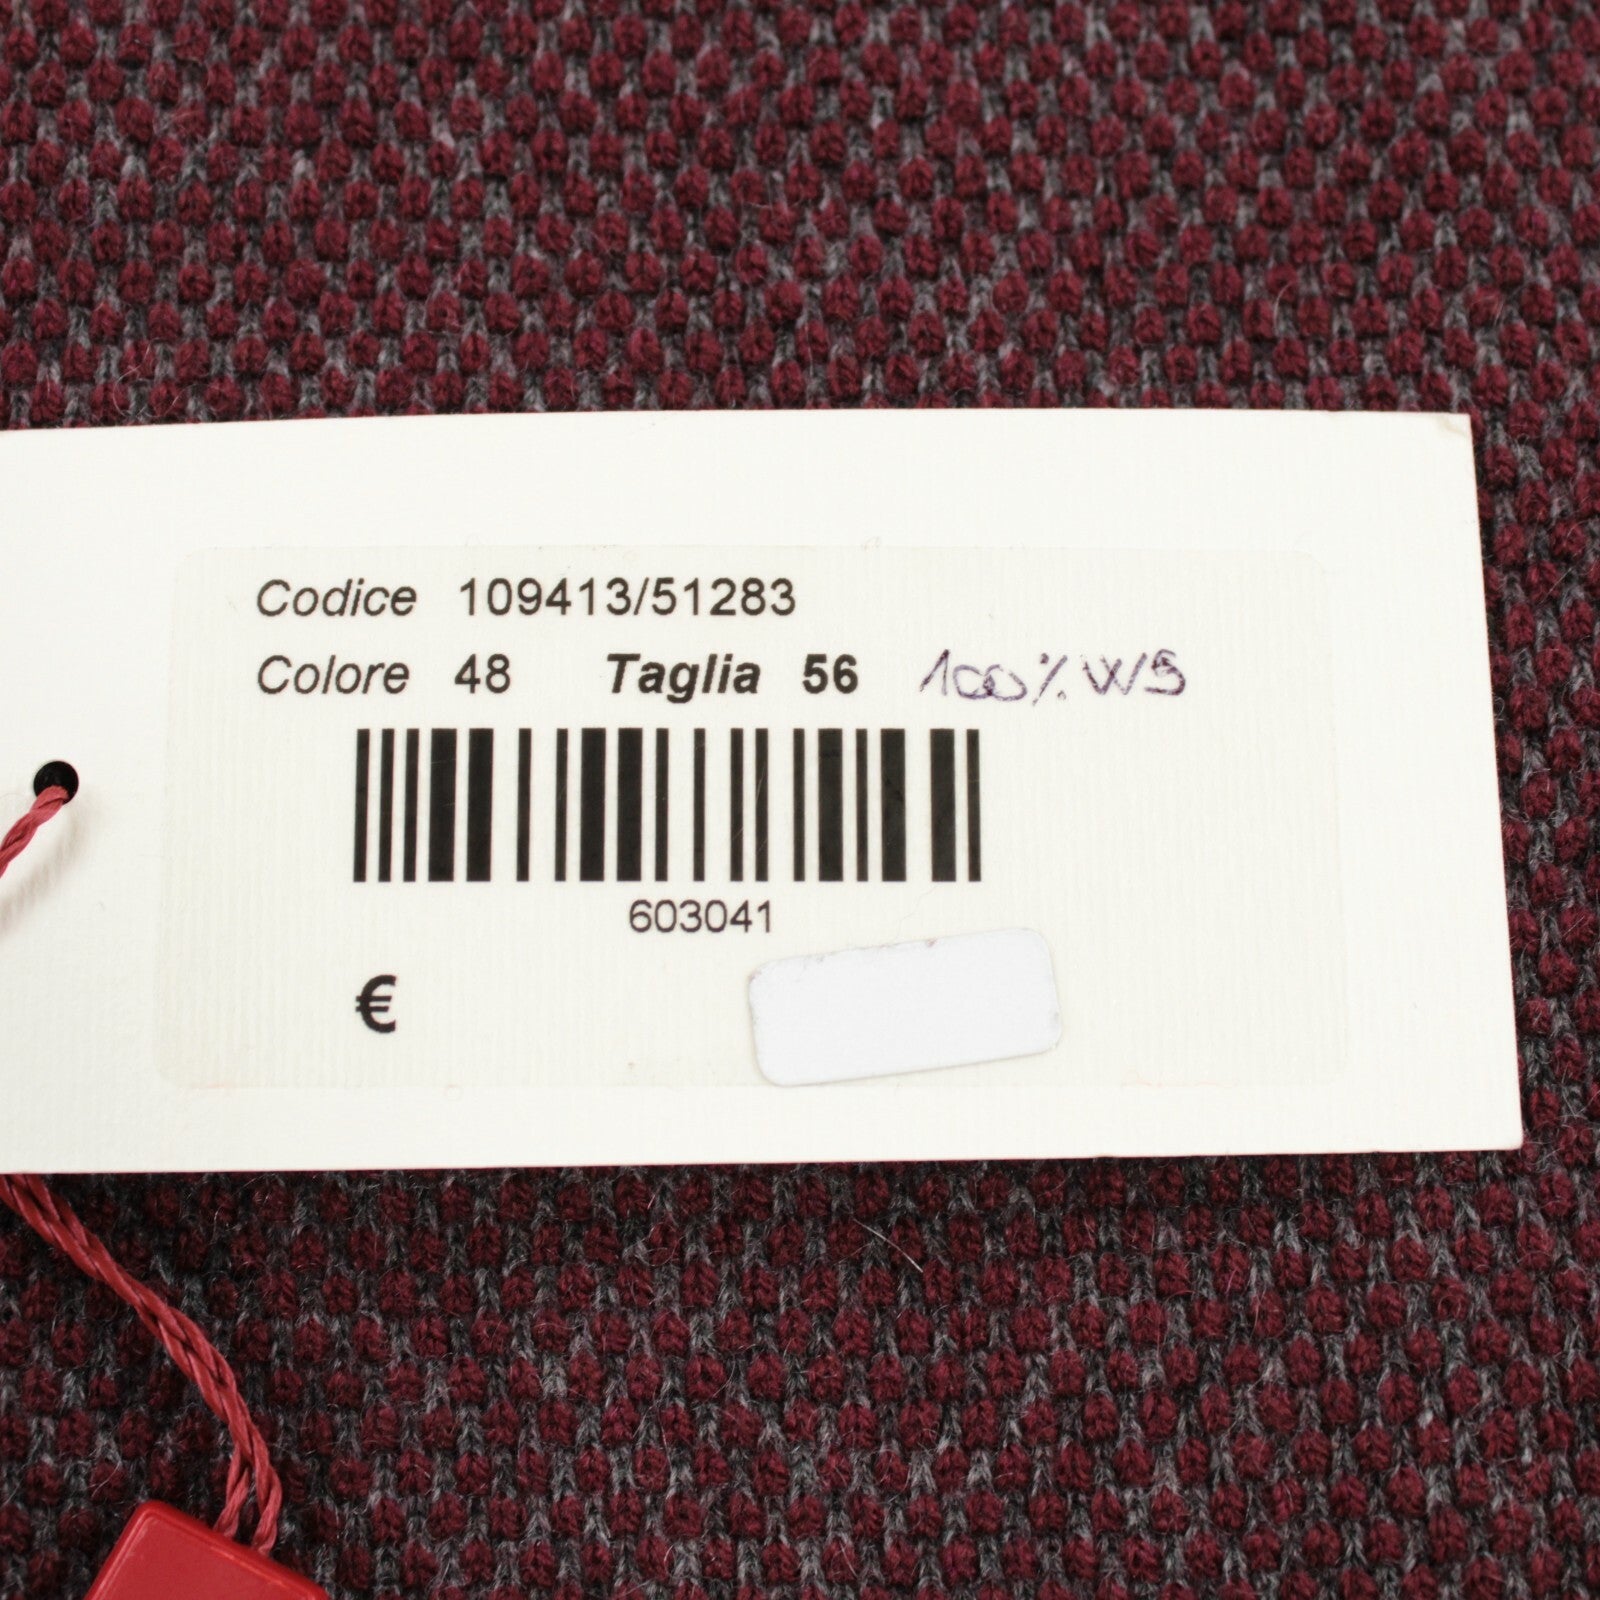 Codice 109413/51283
Colore 48 Taglia 56 100% WS
603041
€